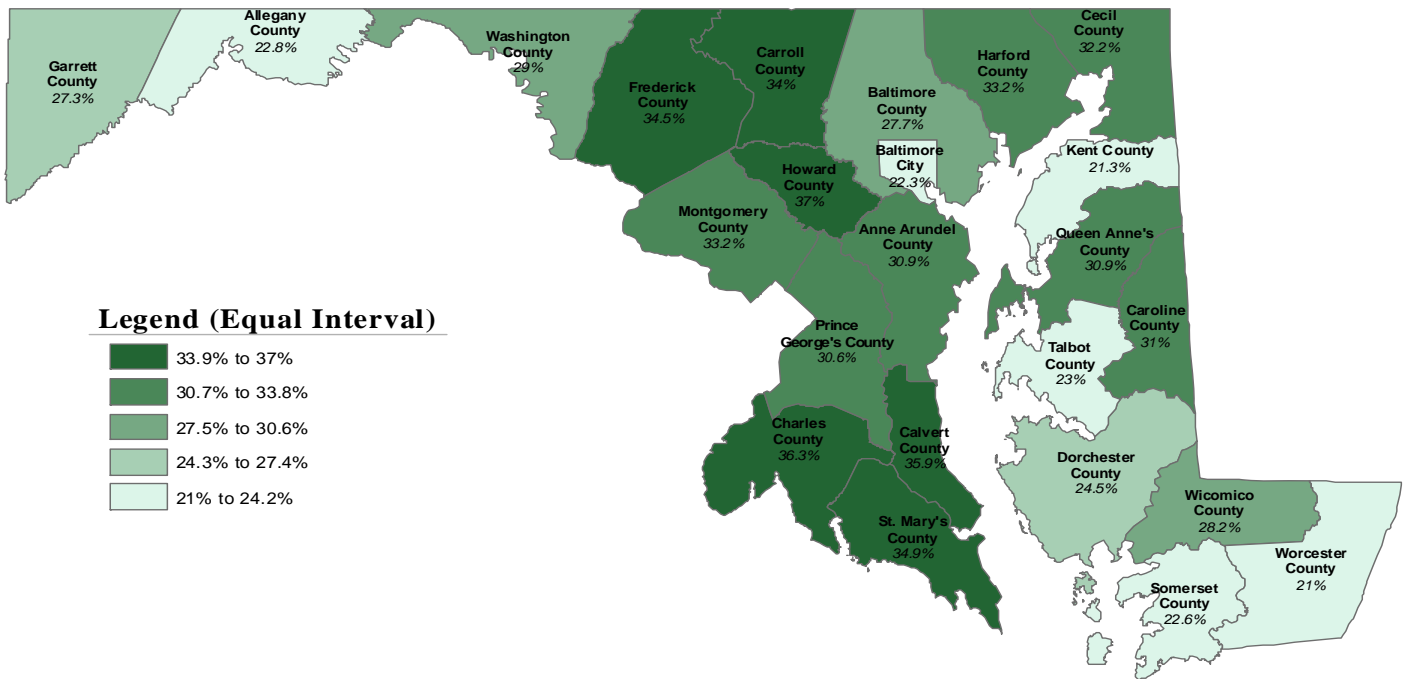 Allegany
County
22.8%
Garrett
County
27.3%
Washington
County
29%
Frederick
County
34.5%
Carroll
County
34%
Baltimore
County
27.7%
Baltimore
City
22.3%
Harford
County
33.2%
Cecil
County
32.2%
Kent County
21.3%
Howard
County
37%
Montgomery
County
33.2%
Anne Arundel
County
30.9%
Queen Anne's
County
30.9%
Caroline
County
31%
Talbot
County
23%
Prince
George's County
30.6%
Legend (Equal Interval)
33.9% to 37%
30.7% to 33.8%
27.5% to 30.6%
24.3% to 27.4%
21% to 24.2%
Charles
County
36.3%
Calvert
County
35.9%
St. Mary's
County
34.9%
Dorchester
County
24.5%
Wicomico
County
28.2%
Worcester
County
21%
Somerset
County
22.6%